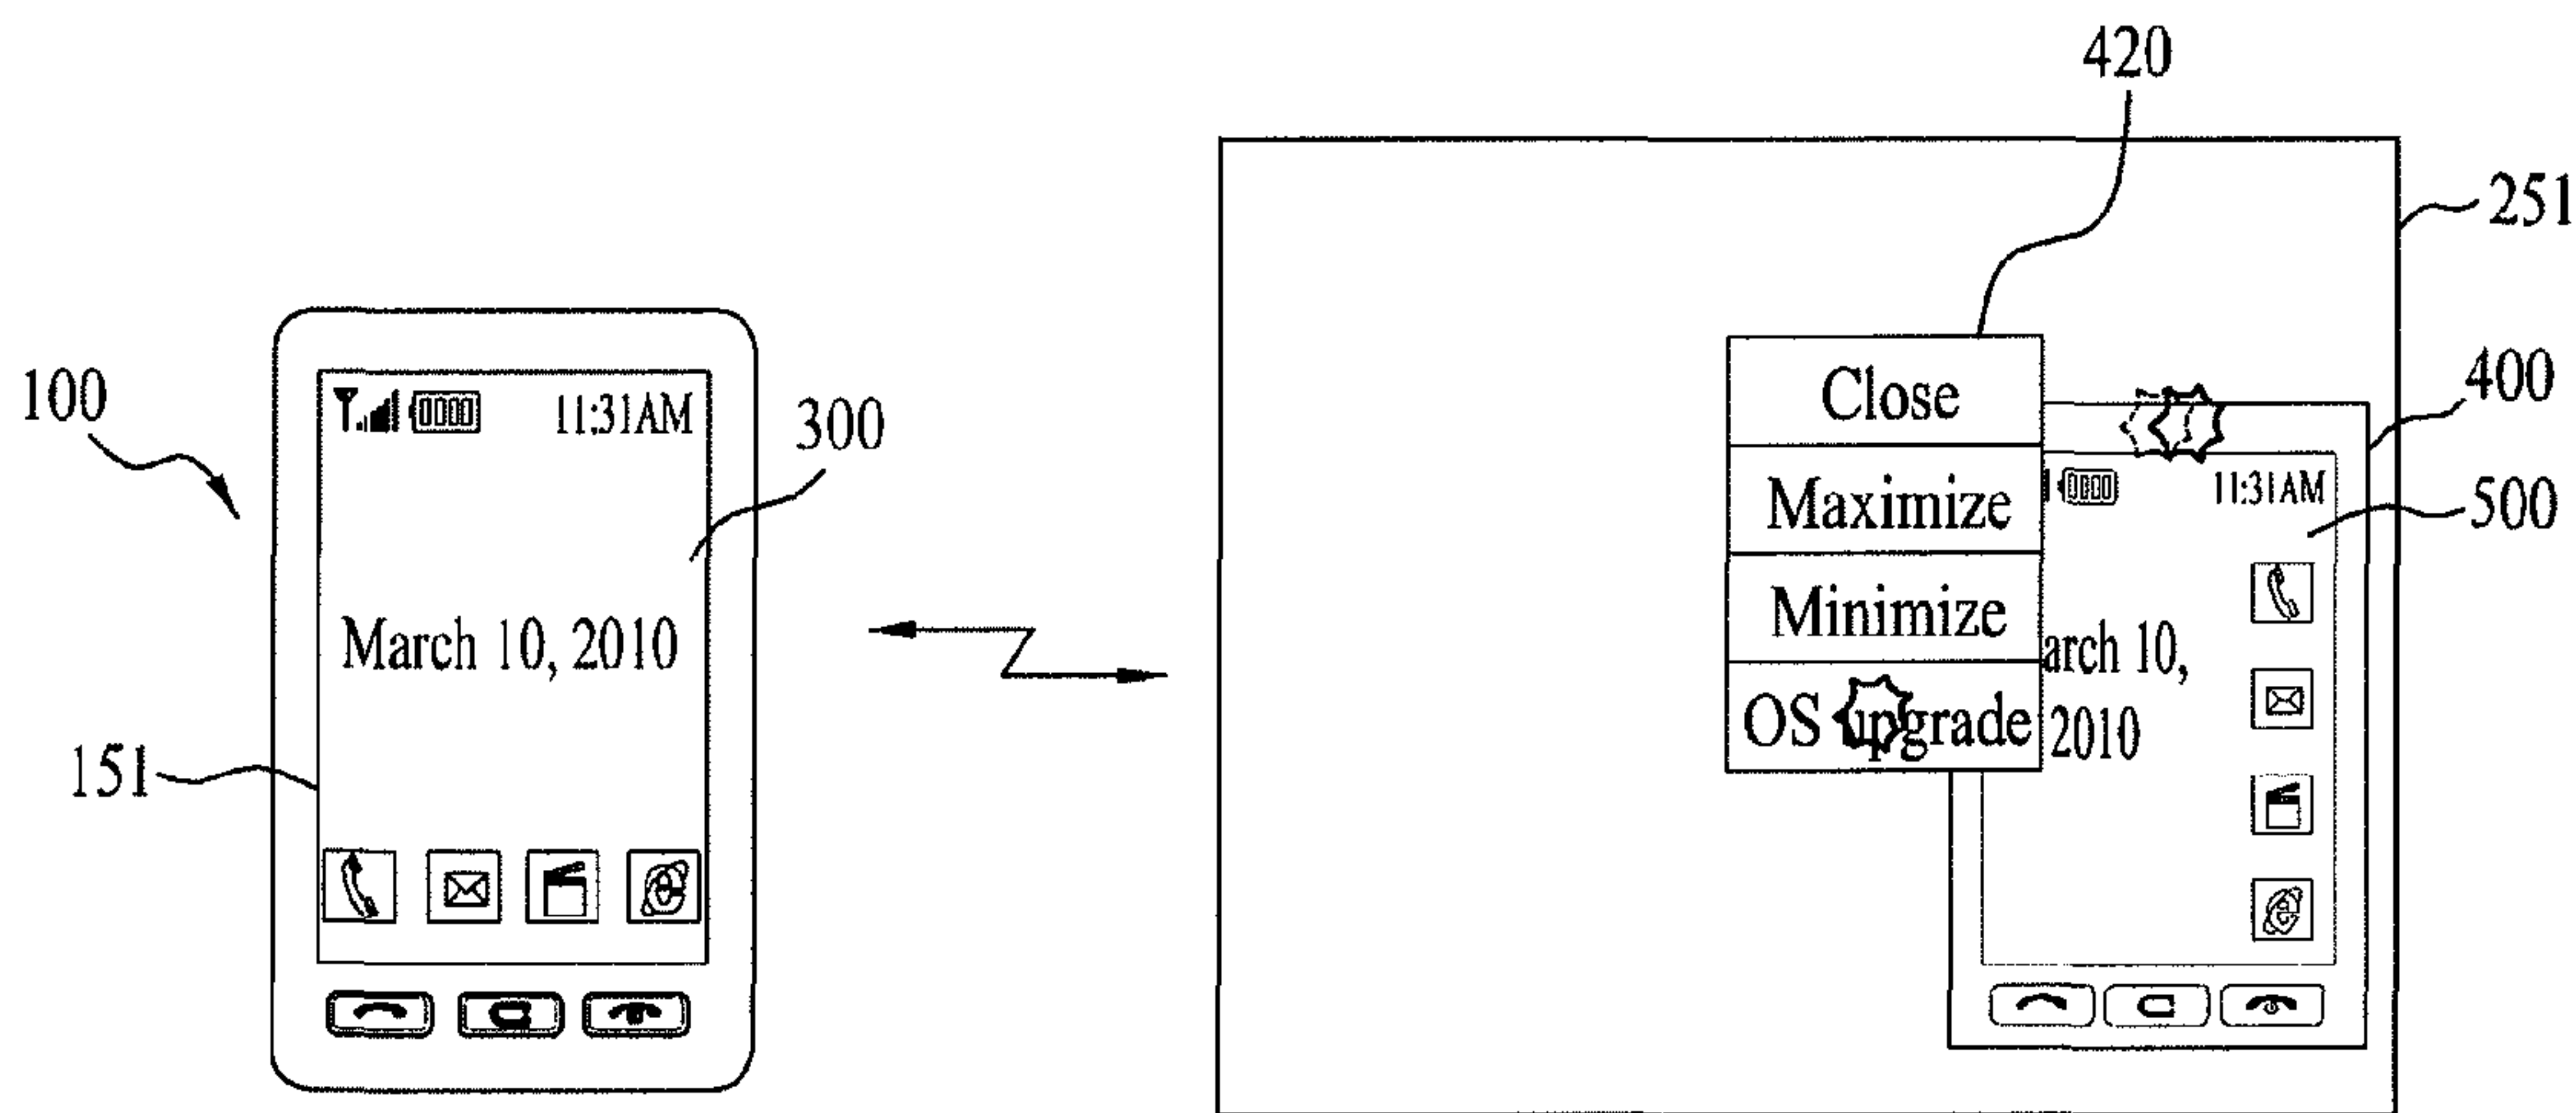 420
251
100
11:31AM
300
March 10, 2010
151
Close
Maximize
Minimize
OS upgrade
400
11:31AM
500
arch 10,
2010